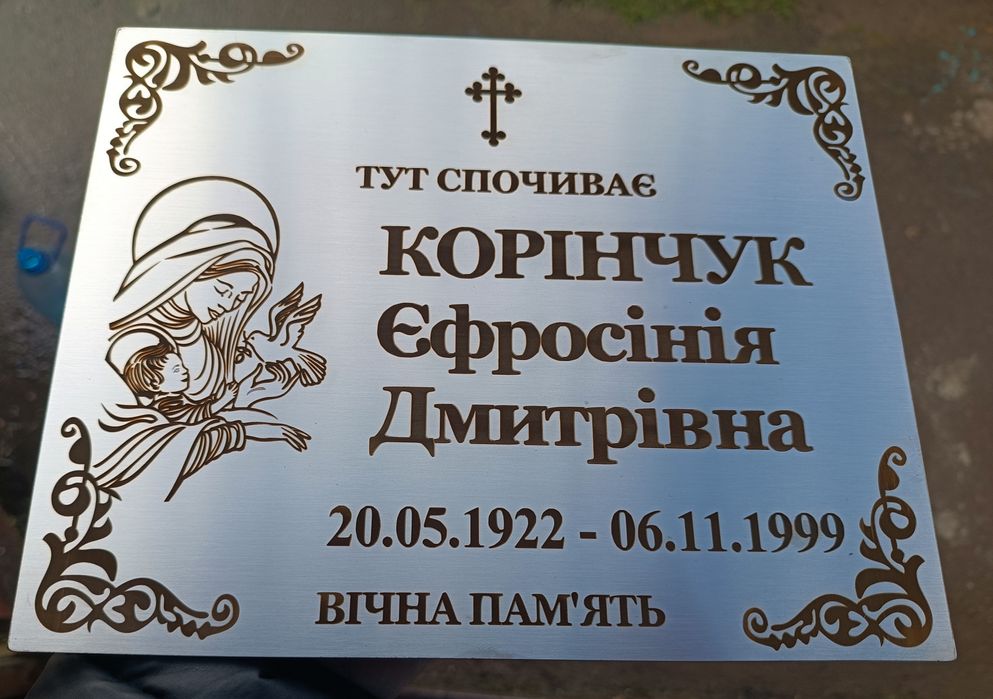 ТУТ СПОЧИВАЄ
КОРІНЧУК
Єфросінія
Дмитрівна
20.05.1922 - 06.11.1999
ВІЧНА ПАМ'ЯТЬ